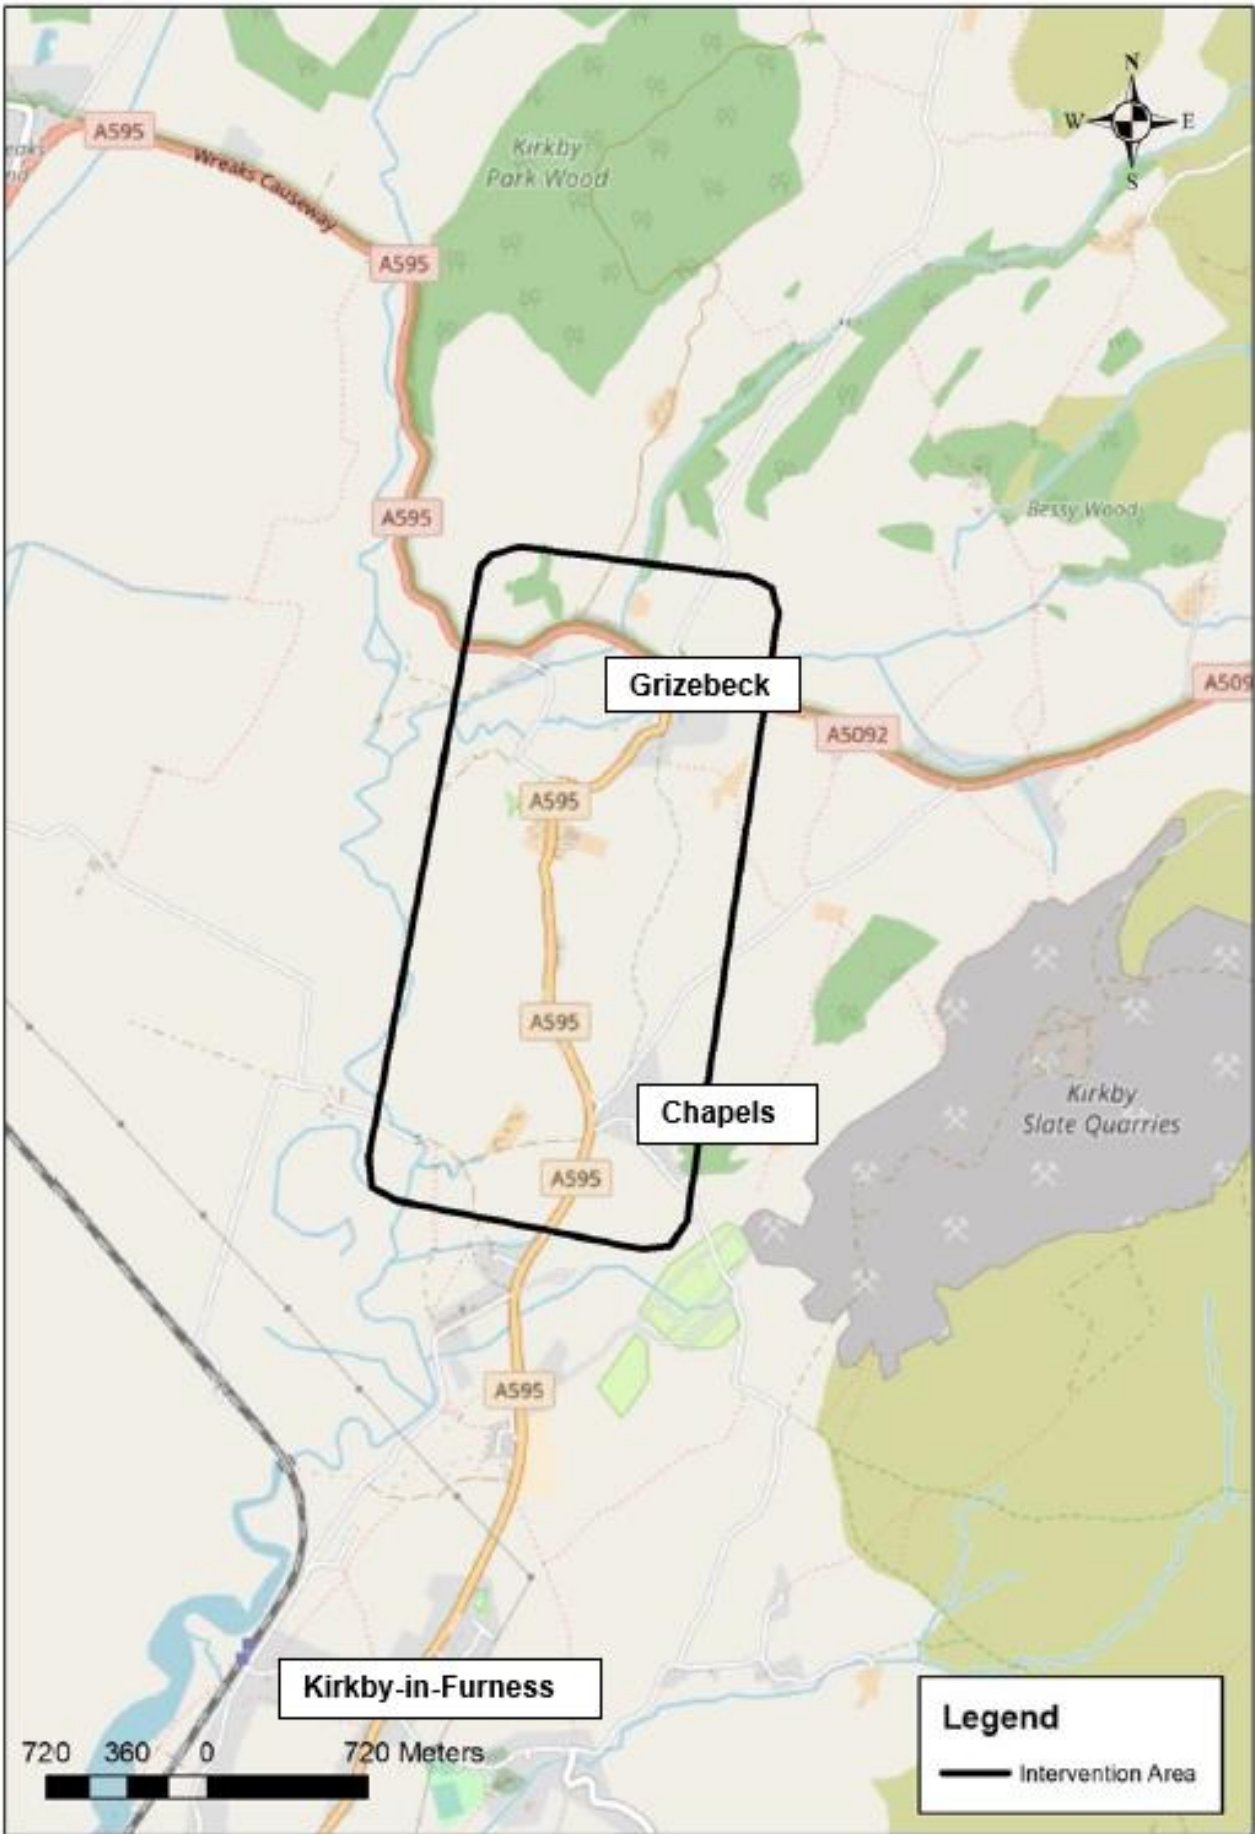 N
W E
S
A595
Wreaks Causeway
Kirkby
Park Wood
A595
A595
Bessy Wood
Grizebeck
A509
A5092
A595
A595
Kirkby
Slate Quarries
Chapels
A595
A595
Kirkby-in-Furness
Legend
Intervention Area
720 360 0 720 Meters